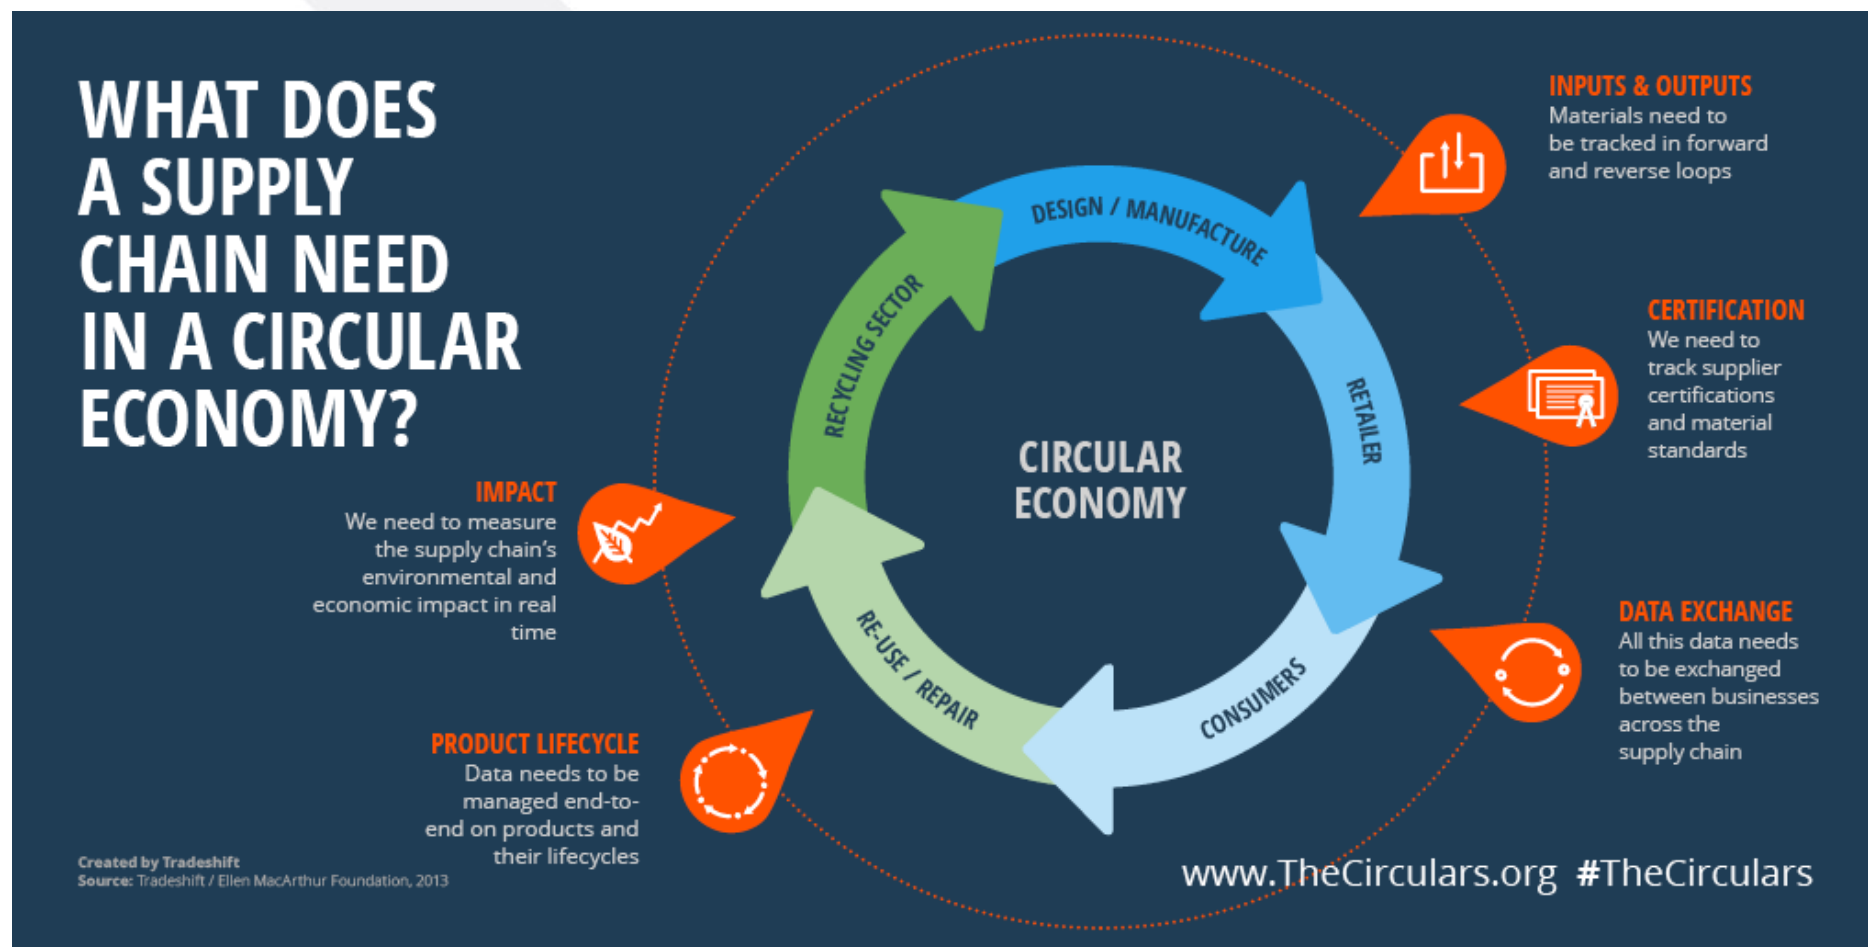 WHAT DOES
A SUPPLY
CHAIN NEED
IN A CIRCULAR
ECONOMY?
INPUTS & OUTPUTS
Materials need to
be tracked in forward
and reverse loops
CERTIFICATION
We need to
track supplier
certifications
and material
standards
DATA EXCHANGE
All this data needs
to be exchanged
between businesses
across the
supply chain
PRODUCT LIFECYCLE
Data needs to be
managed end-to-
end on products and
their lifecycles
IMPACT
We need to measure
the supply chain's
environmental and
economic impact in real
time
DESIGN / MANUFACTURE
RETAILER
CONSUMERS
RE-USE / REPAIR
RECYCLING SECTOR
CIRCULAR
ECONOMY
Created by Tradeshift
Source: Tradeshift / Ellen MacArthur Foundation, 2013
www.TheCirculars.org #TheCirculars